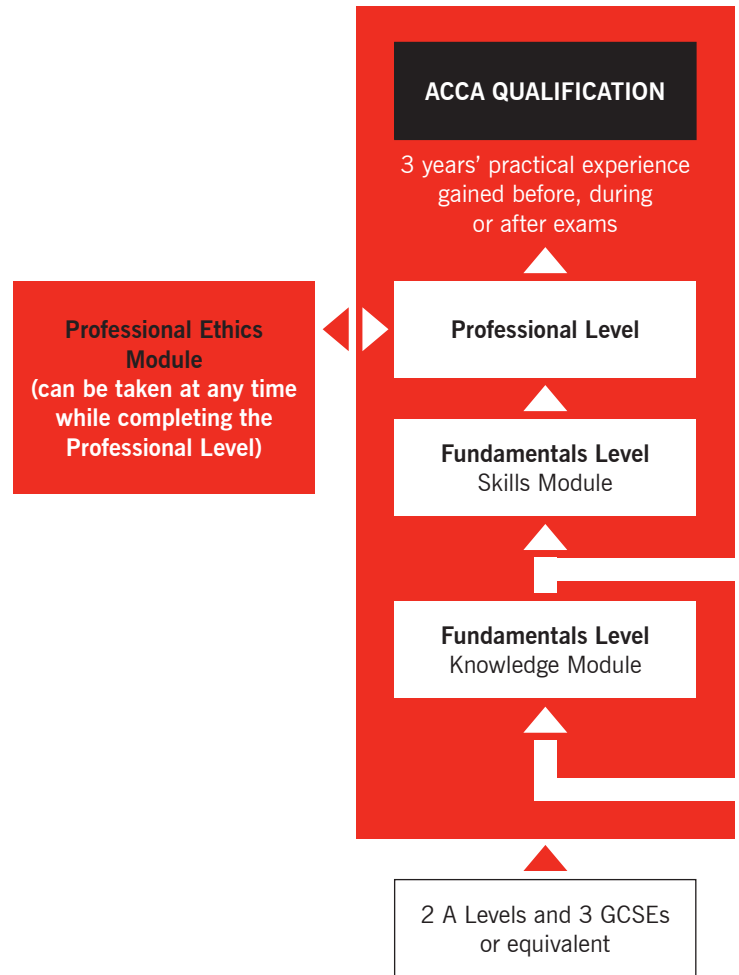 ACCA QUALIFICATION
3 years’ practical experience
gained before, during
or after exams
Professional Ethics
Module
(can be taken at any time
while completing the
Professional Level)
Professional Level
Fundamentals Level
Skills Module
Fundamentals Level
Knowledge Module
2 A Levels and 3 GCSEs
or equivalent